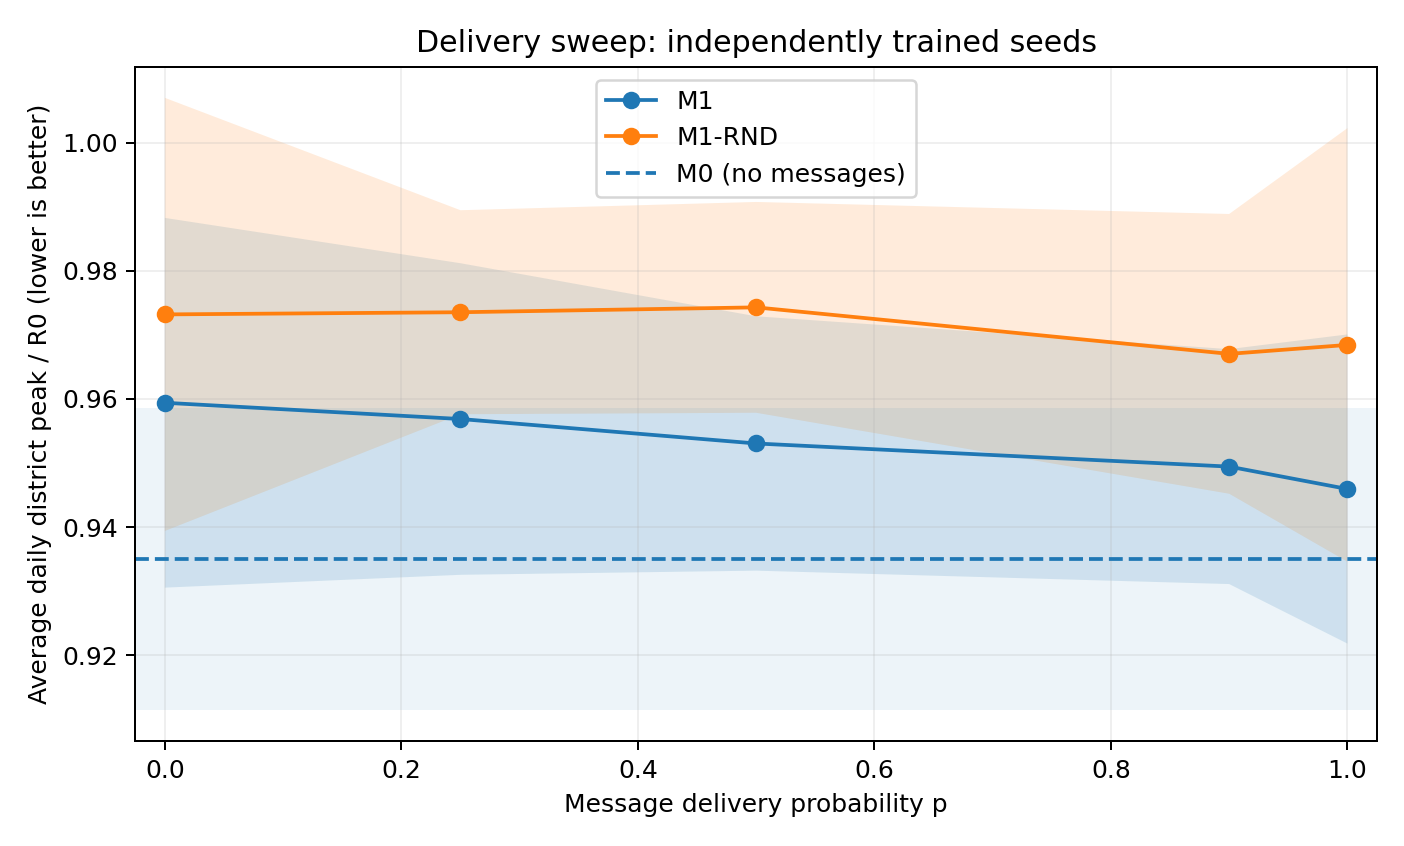 Delivery sweep: independently trained seeds
M1
M1-RND
M0 (no messages)
Average daily district peak / R0 (lower is better)
1.00
0.98
0.96
0.94
0.92
0.0
0.2
0.4
0.6
0.8
1.0
Message delivery probability p